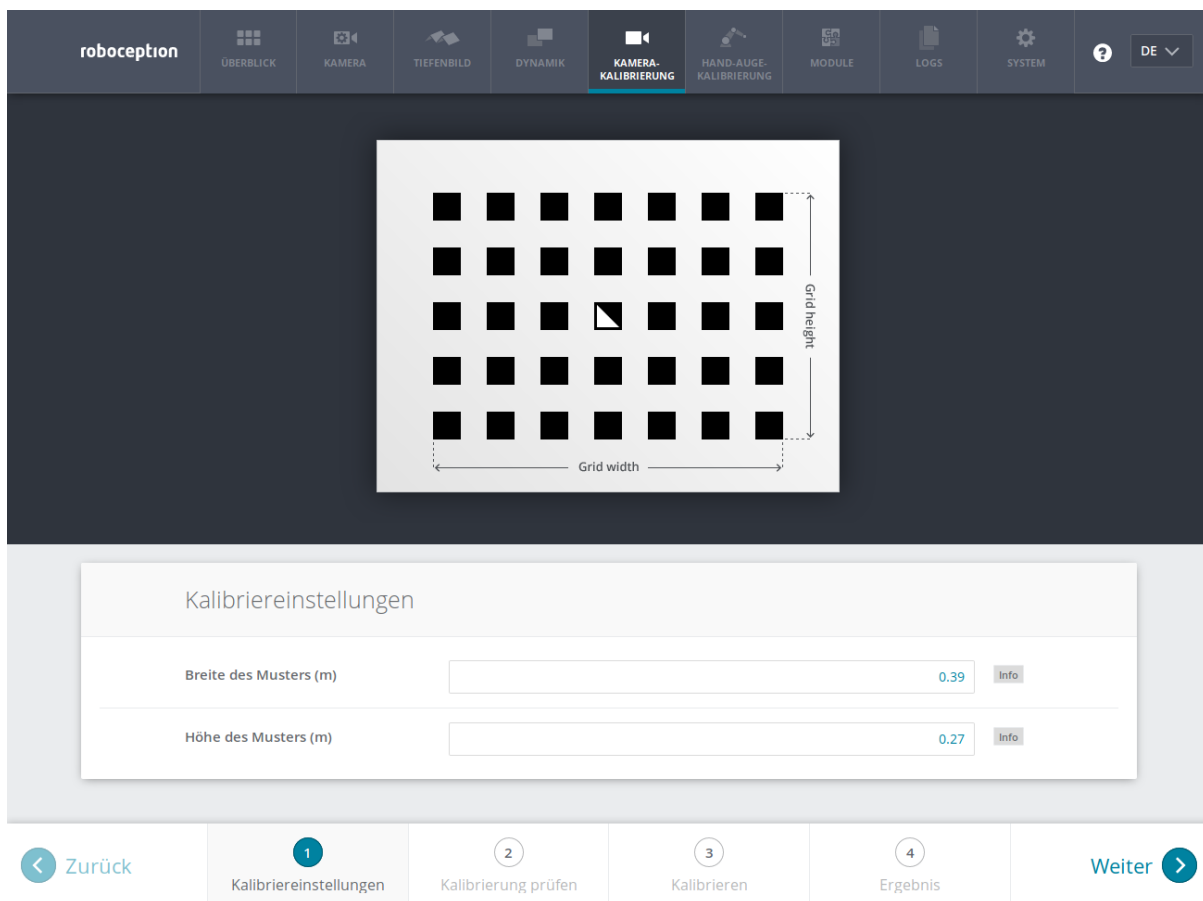 roboception
ÜBERBLICK
KAMERA
TIEFENBILD
DYNAMIK
KAMERA-
KALIBRIERUNG
HAND-AUGE-
KALIBRIERUNG
MODULE
LOGS
SYSTEM
?
DE
Grid height
Grid width
Kalibriereinstellungen
Breite des Musters (m)
0.39
Info
Höhe des Musters (m)
0.27
Info
Zurück
1
Kalibriereinstellungen
2
Kalibrierung prüfen
3
Kalibrieren
4
Ergebnis
Weiter